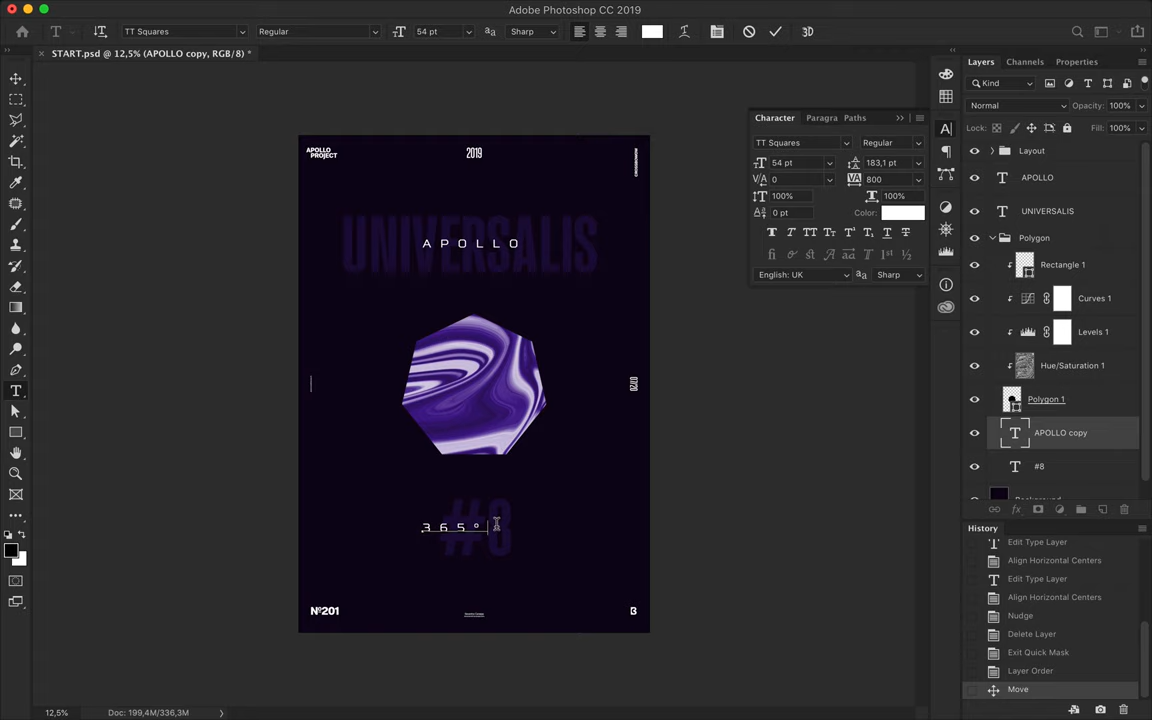 Adobe Photoshop CC 2019
TT Squares
Regular
54 pt
Sharp
3D
START.psd @ 12,5% (APOLLO copy, RGB/8) *
APOLLO
PROJECT
2019
UNIVERSALIS
APOLLO
0720
#8
365°
Nº201
B
Character
Paragra
Paths
TT Squares
Regular
54 pt
183,1 pt
0
800
100%
100%
0 pt
Color:
English: UK
Sharp
Layers
Channels
Properties
Kind
Normal
Opacity: 100%
Lock:
Fill: 100%
Layout
APOLLO
UNIVERSALIS
Polygon
Rectangle 1
Curves 1
Levels 1
Hue/Saturation 1
Polygon 1
APOLLO copy
#8
Background
History
Edit Type Layer
Align Horizontal Centers
Edit Type Layer
Align Horizontal Centers
Nudge
Delete Layer
Exit Quick Mask
Layer Order
Move
12,5%
Doc: 199,4M/336,3M